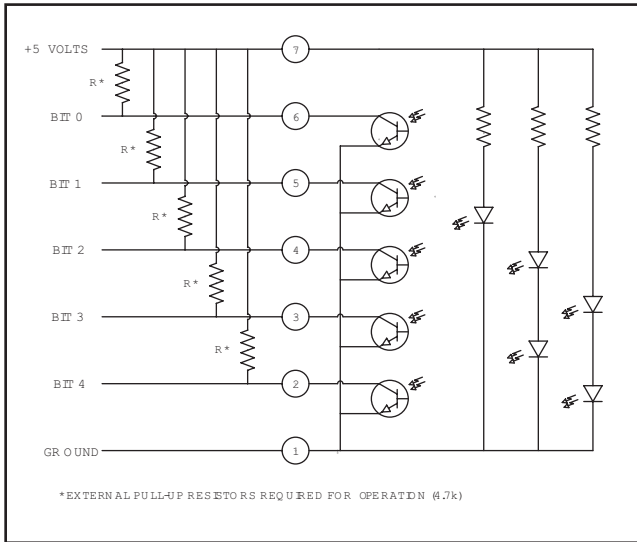 +5 VOLTS
7
R*
BIT 0
6
R*
BIT 1
5
R*
BIT 2
4
R*
BIT 3
3
R*
BIT 4
2
GROUND
1
*EXTERNAL PULL-UP RESISTORS REQUIRED FOR OPERATION (4.7k)